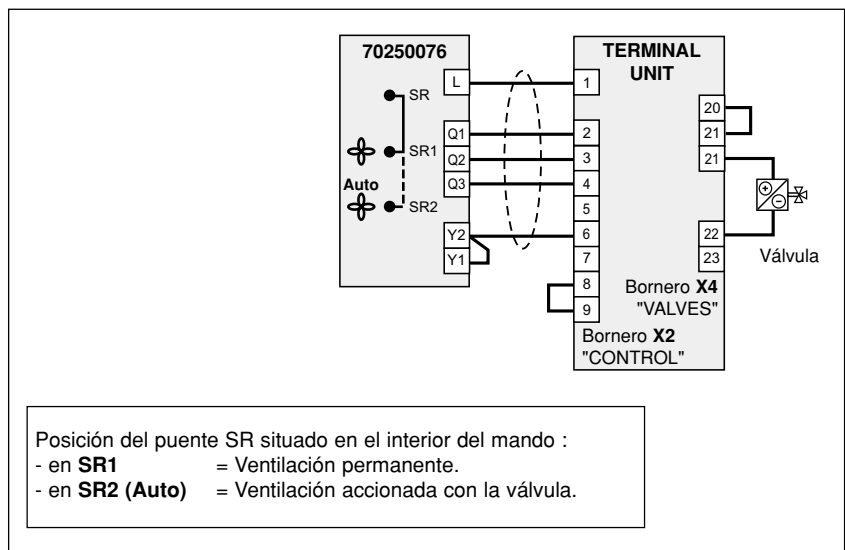 70250076
L
SR
Q1
SR1
Q2
Auto
Q3
SR2
Y2
Y1
TERMINAL
UNIT
1
2
3
4
5
6
7
8
9
20
21
21
22
23
Válvula
Bornero X4
"VALVES"
Bornero X2
"CONTROL"
Posición del puente SR situado en el interior del mando :
- en SR1 = Ventilación permanente.
- en SR2 (Auto) = Ventilación accionada con la válvula.